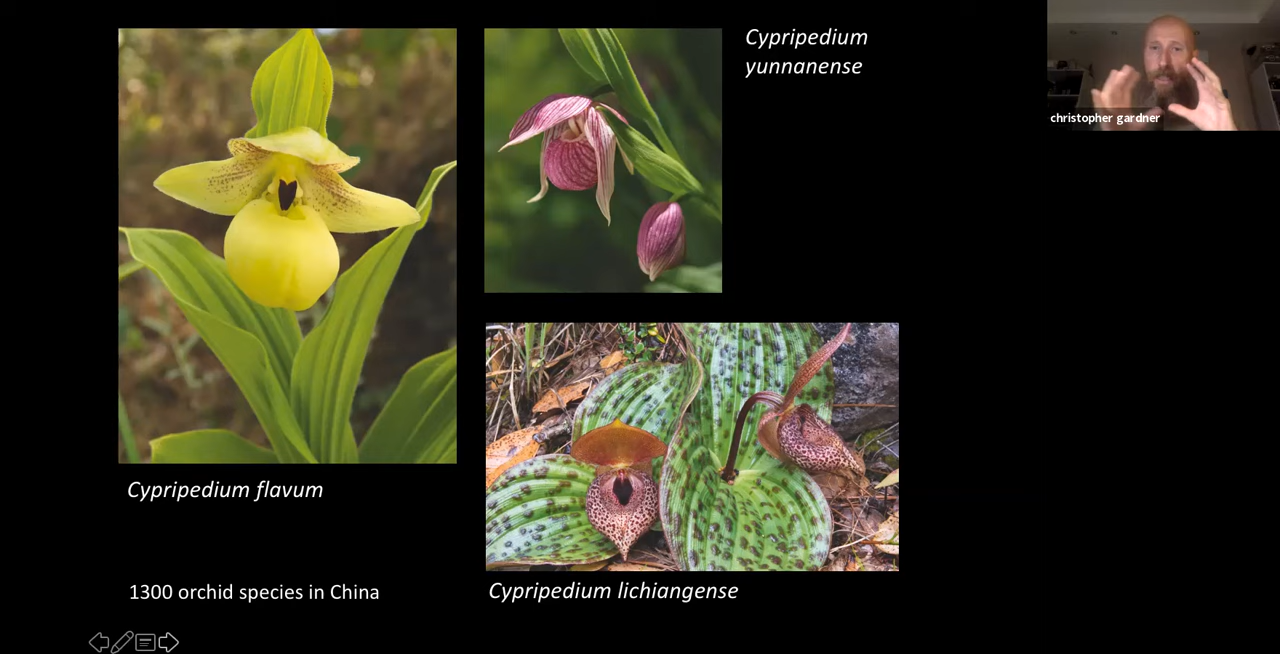 Cypripedium
yunnanense
christopher gardner
Cypripedium flavum
1300 orchid species in China
Cypripedium lichiangense